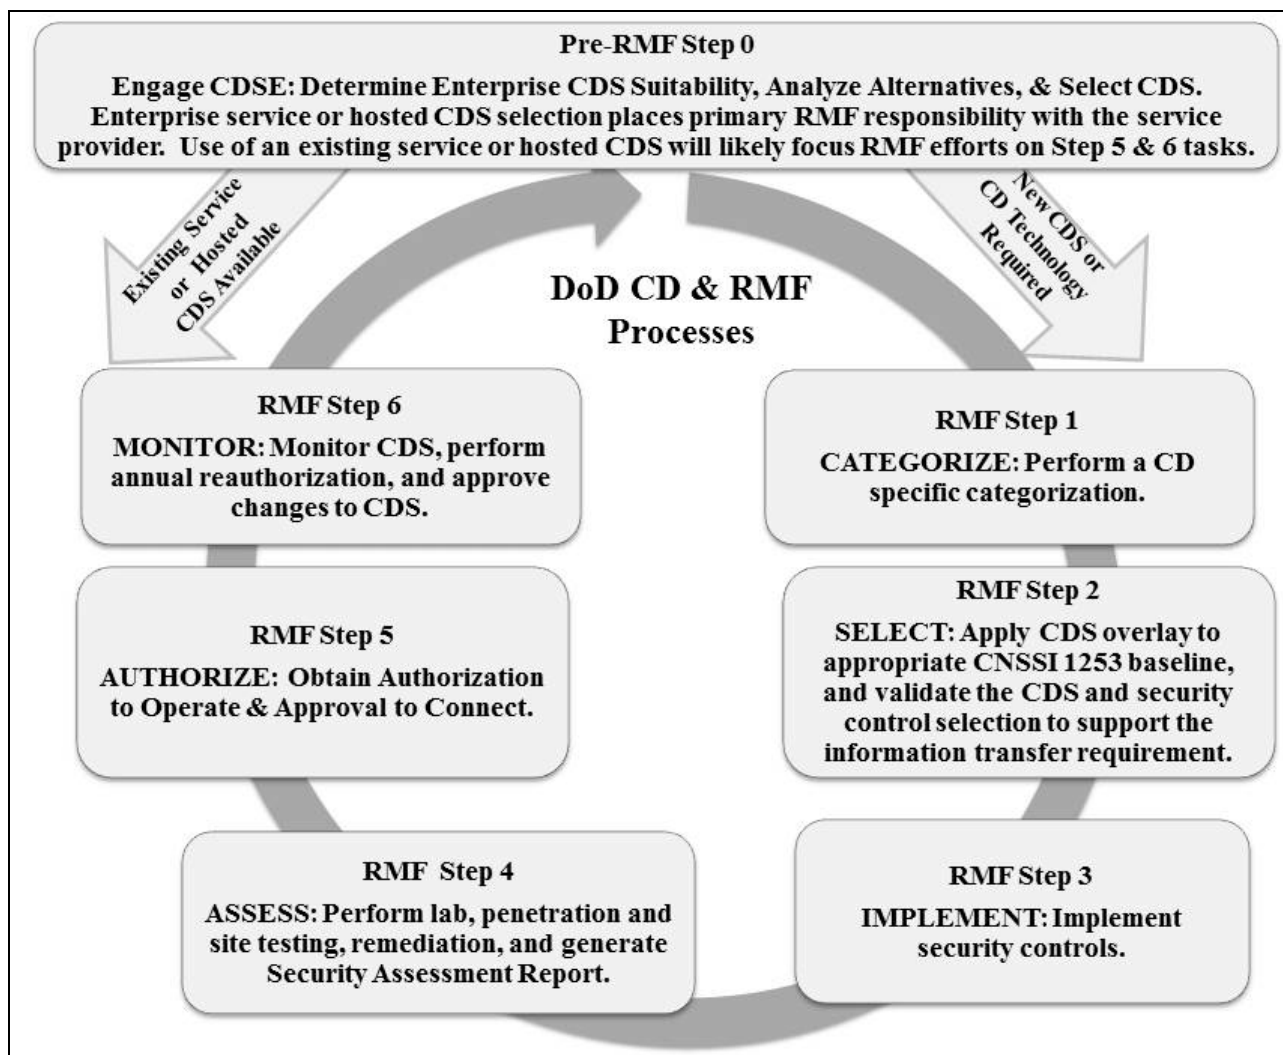 Pre-RMF Step 0
Engage CDSE: Determine Enterprise CDS Suitability, Analyze Alternatives, & Select CDS.
Enterprise service or hosted CDS selection places primary RMF responsibility with the service
provider. Use of an existing service or hosted CDS will likely focus RMF efforts on Step 5 & 6 tasks.
Existing Service
or Hosted
CDS Available
New CDS or
CD Technology
Required
DoD CD & RMF
Processes
RMF Step 1
CATEGORIZE: Perform a CD
specific categorization.
RMF Step 2
SELECT: Apply CDS overlay to
appropriate CNSSI 1253 baseline,
and validate the CDS and security
control selection to support the
information transfer requirement.
RMF Step 3
IMPLEMENT: Implement
security controls.
RMF Step 4
ASSESS: Perform lab, penetration and
site testing, remediation, and generate
Security Assessment Report.
RMF Step 5
AUTHORIZE: Obtain Authorization
to Operate & Approval to Connect.
RMF Step 6
MONITOR: Monitor CDS, perform
annual reauthorization, and approve
changes to CDS.